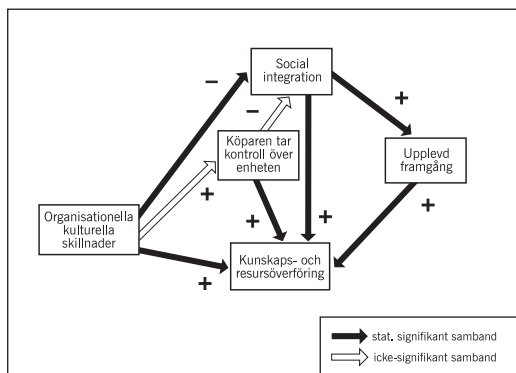 Social
integration
–
+
–
Köparen tar
kontroll över
enheten
Upplevd
framgång
+
+
+
+
Organisationella
kulturella
skillnader
+
Kunskaps- och
resursöverföring
stat. signifikant samband
icke-signifikant samband